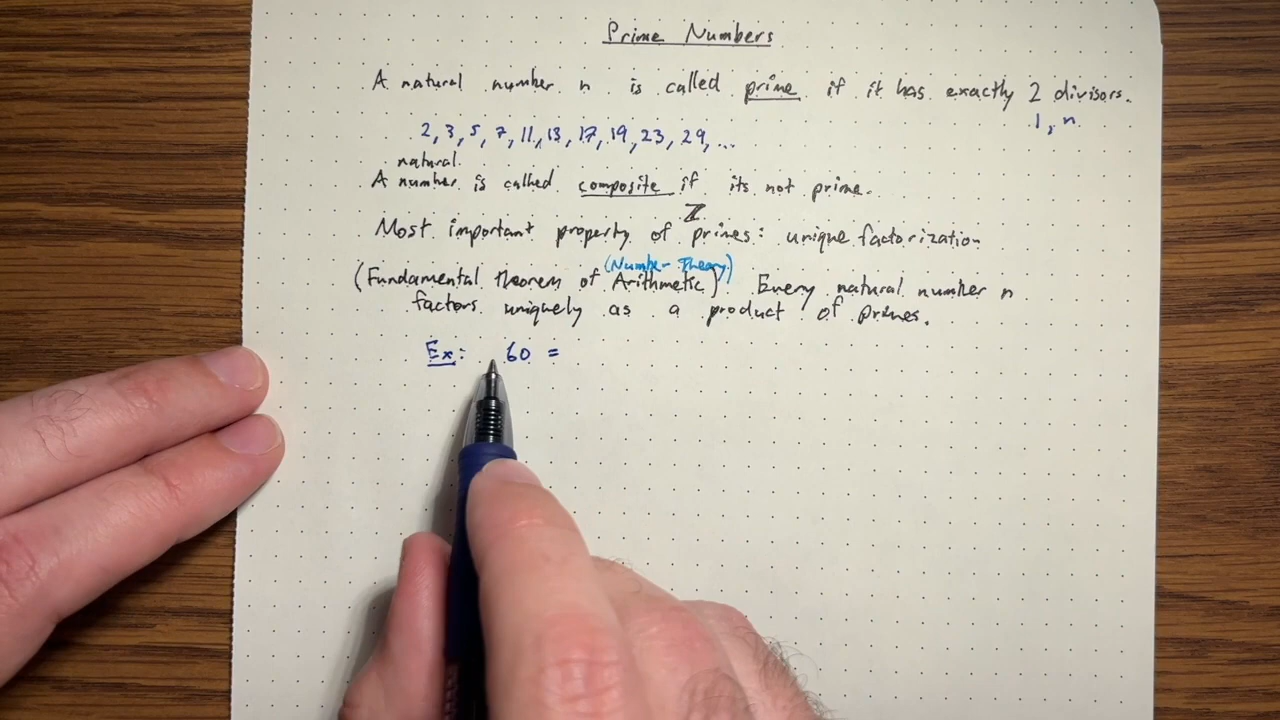 Prime Numbers
A natural number n is called prime if it has exactly 2 divisors.
1, n
2, 3, 5, 7, 11, 13, 17, 19, 23, 29, ...
natural
A number is called composite if its not prime.
ℤ
Most important property of primes: unique factorization
(Number Theory)
(Fundamental theorem of Arithmetic) Every natural number n
factors uniquely as a product of primes.
Ex: 60 =